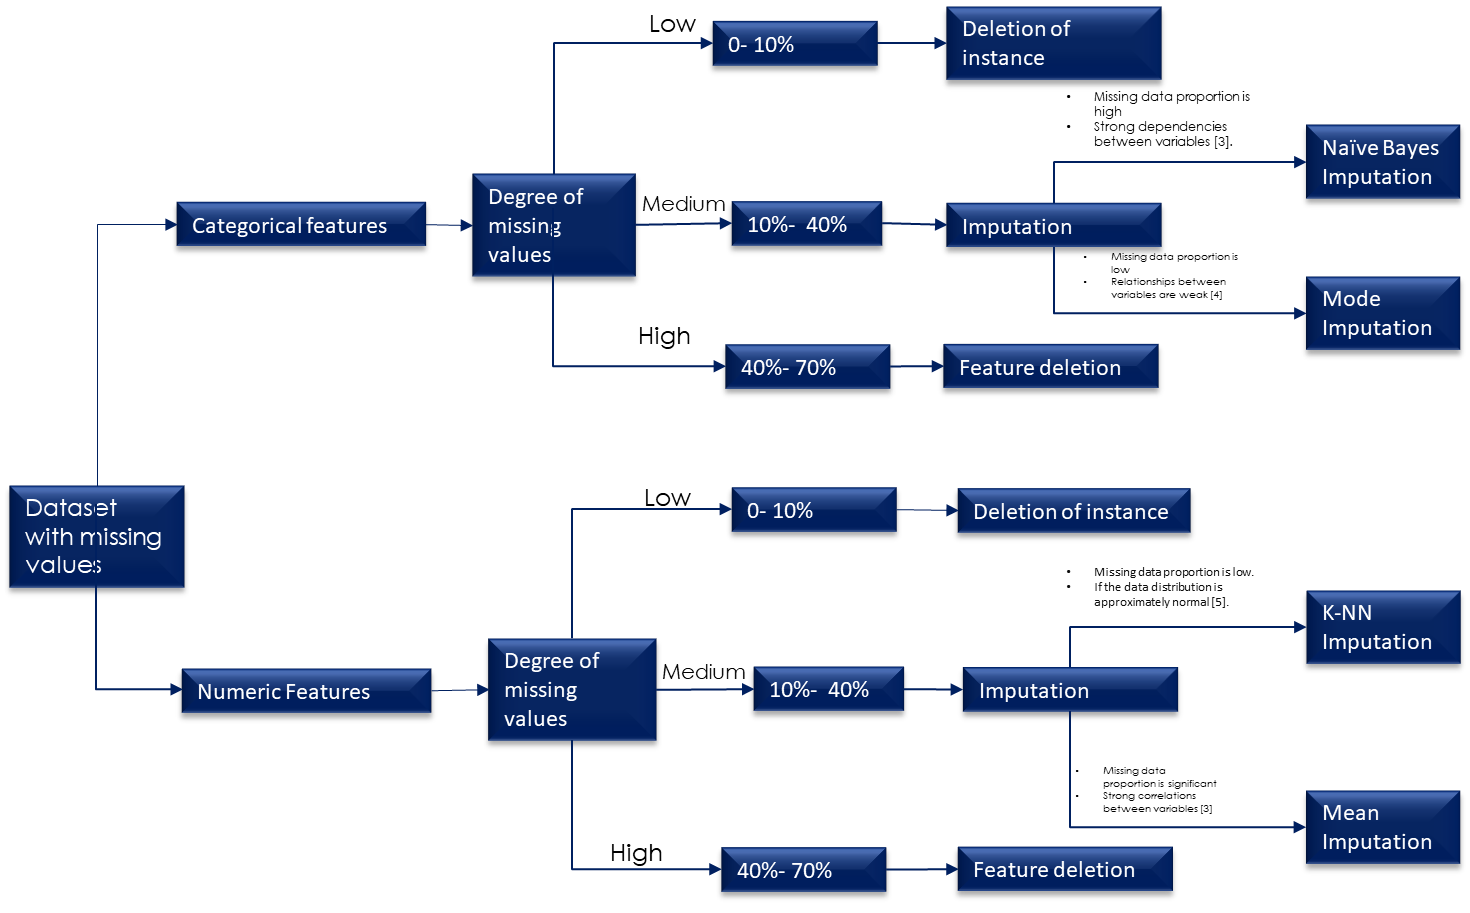 Low
0- 10%
Deletion of
instance
• Missing data proportion is
high
• Strong dependencies
between variables [3].
Naïve Bayes
Imputation
Categorical features
Degree of
missing
values
Medium
10%- 40%
Imputation
• Missing data proportion is
low
• Relationships between
variables are weak [4]
Mode
Imputation
High
40%- 70%
Feature deletion
Dataset
with missing
values
Low
0- 10%
Deletion of instance
• Missing data proportion is low.
• If the data distribution is
approximately normal [5].
K-NN
Imputation
Numeric Features
Degree of
missing
values
Medium
10%- 40%
Imputation
• Missing data
proportion is significant
• Strong correlations
between variables [3]
Mean
Imputation
High
40%- 70%
Feature deletion